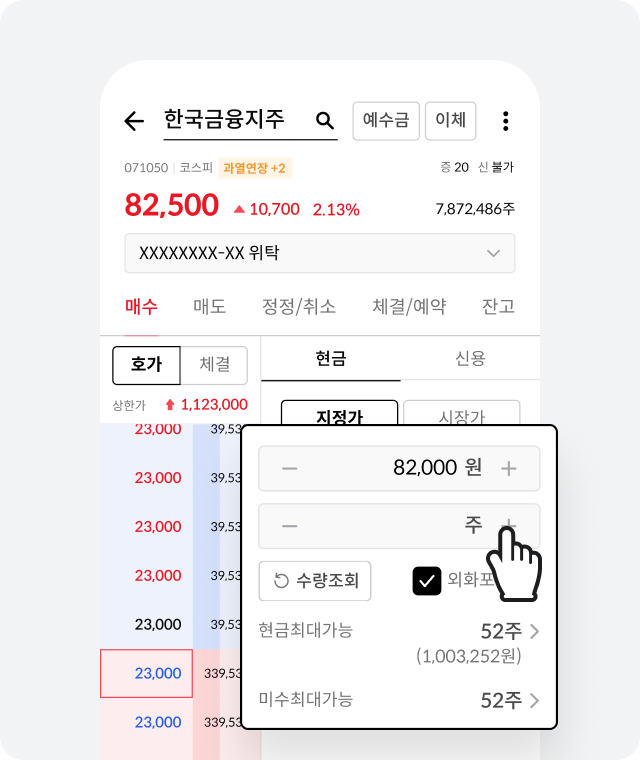 한국금융지주 예수금 이체
071050 코스피 과열연장 +2 증 20 신 불가
82,500 ▲ 10,700 2.13% 7,872,486주
XXXXXXXX-XX 위탁
매수 매도 정정/취소 체결/예약 잔고
호가 체결 현금 신용
상한가 1,123,000
지정가 시장가
23,000 39,53
23,000 39,53
23,000 39,53
23,000 39,53
23,000 39,53
23,000 339,53
23,000 339,53
− 82,000 원 +
− 주 +
수량조회 외화포
현금최대가능 52주
(1,003,252원)
미수최대가능 52주